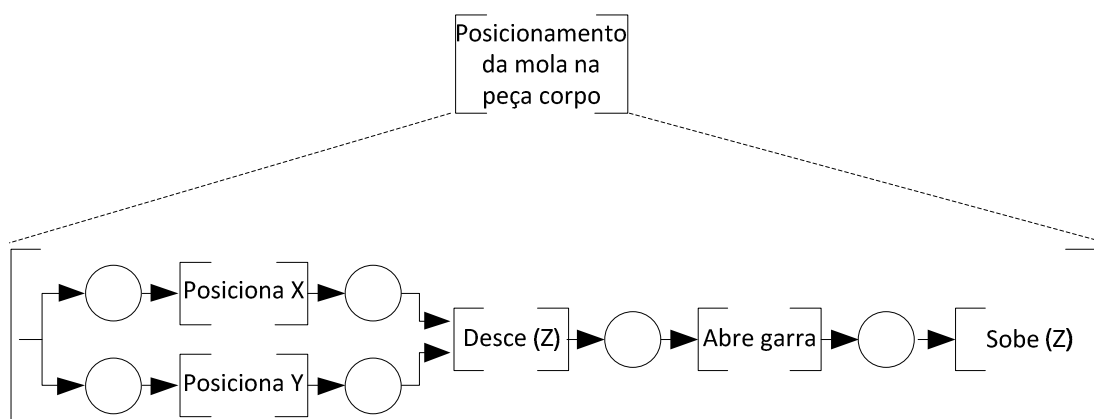 Posicionamento
da mola na
peça corpo
Posiciona X
Posiciona Y
Desce (Z)
Abre garra
Sobe (Z)